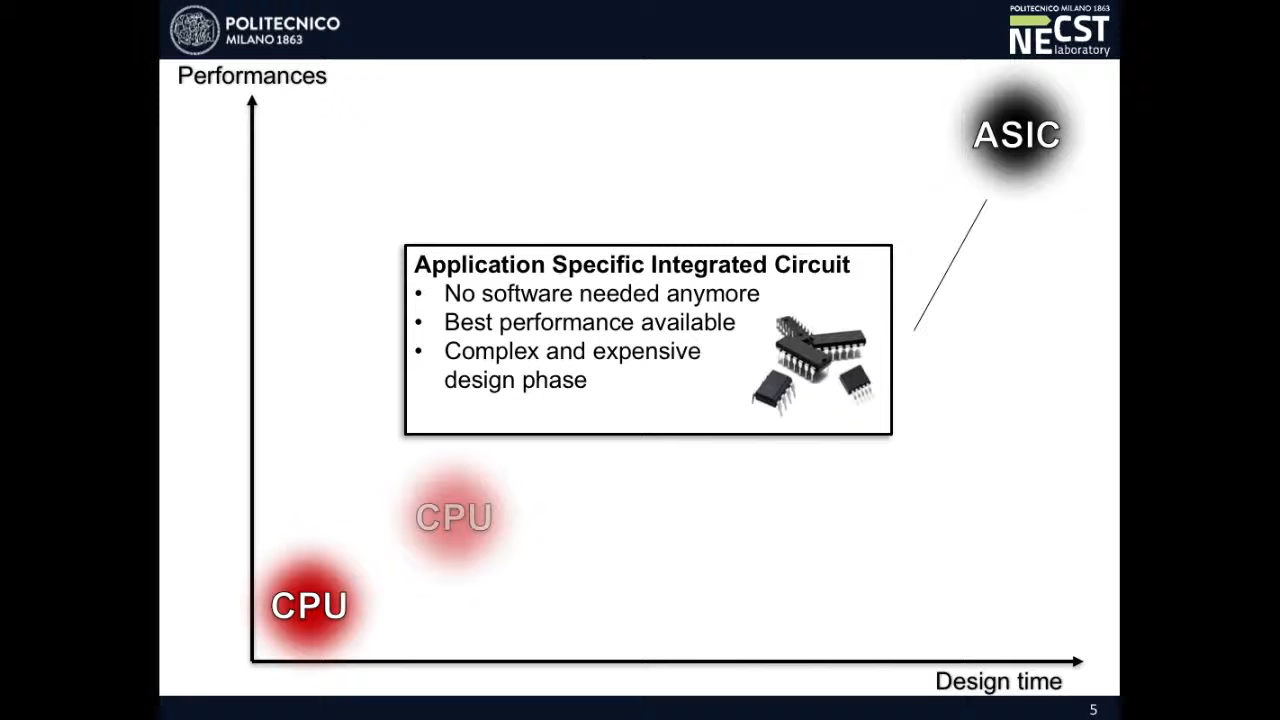 POLITECNICO
MILANO 1863
POLITECNICO MILANO 1863
NECST
laboratory
Performances
ASIC
Application Specific Integrated Circuit
• No software needed anymore
• Best performance available
• Complex and expensive
design phase
CPU
CPU
Design time
5